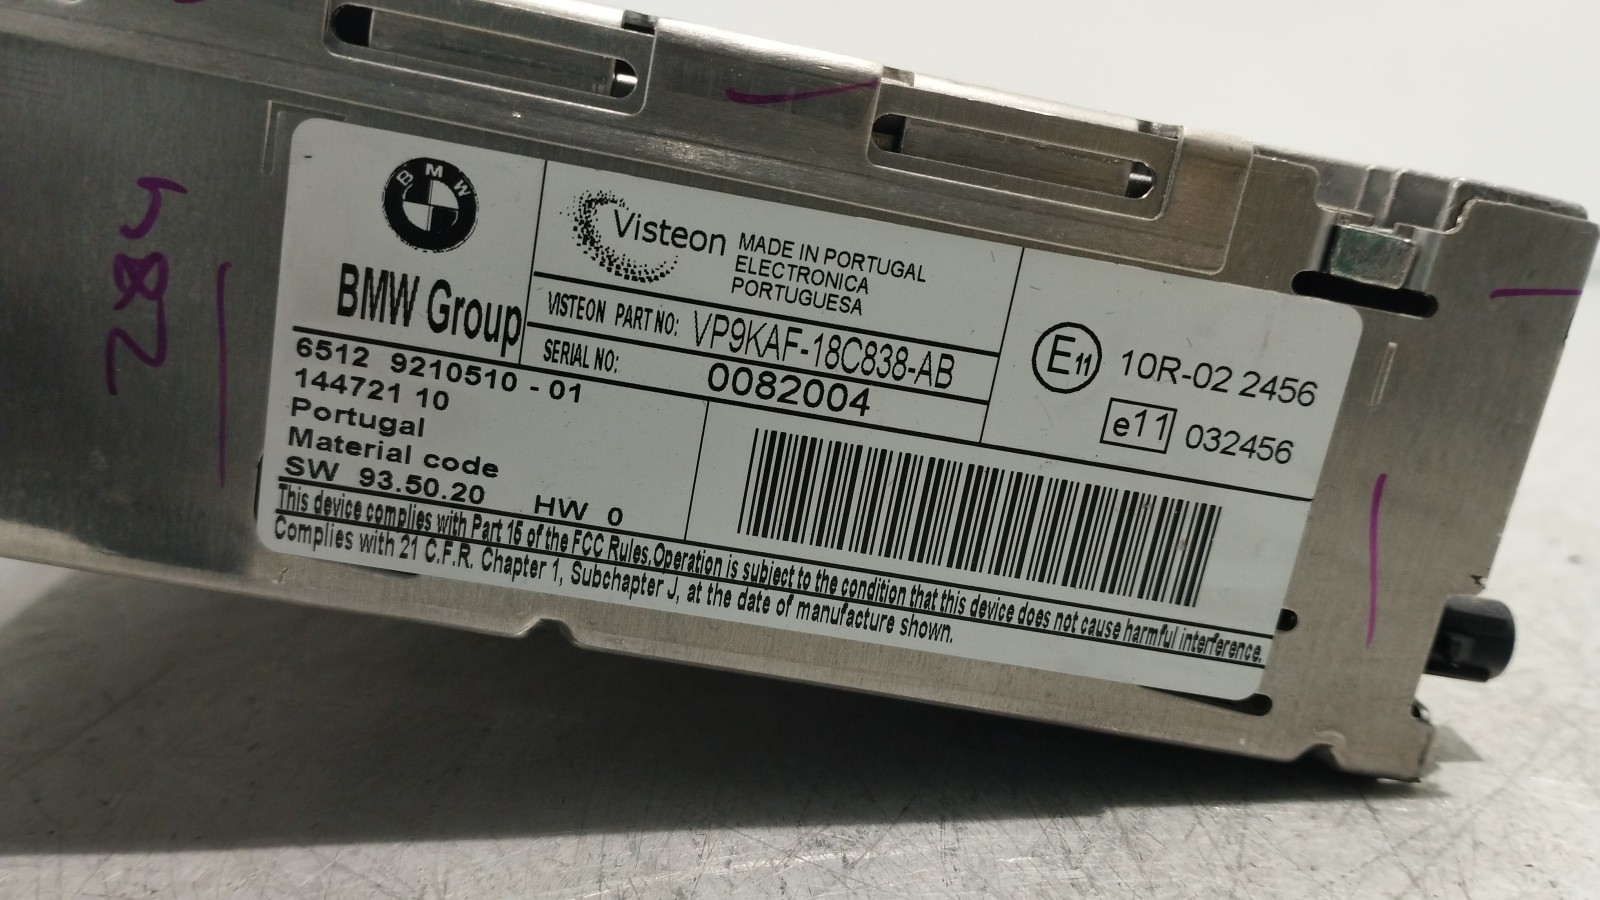 284
BMW
BMW Group
Visteon
MADE IN PORTUGAL
ELECTRONICA
PORTUGUESA
VISTEON PART NO: VP9KAF-18C838-AB
SERIAL NO: 0082004
E11 10R-02 2456
e11 032456
6512 9210510 - 01
144721 10
Portugal
Material code
SW 93.50.20 HW 0
This device complies with Part 15 of the FCC Rules.Operation is subject to the condition that this device does not cause harmful interference.
Complies with 21 C.F.R. Chapter 1, Subchapter J, at the date of manufacture shown.